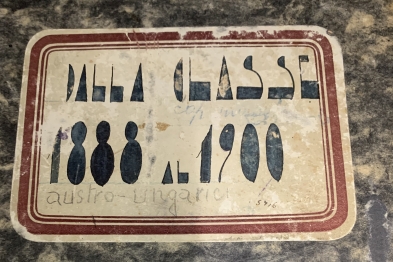 DALLA CLASSE
1888 AL 1900
austro-ungarici